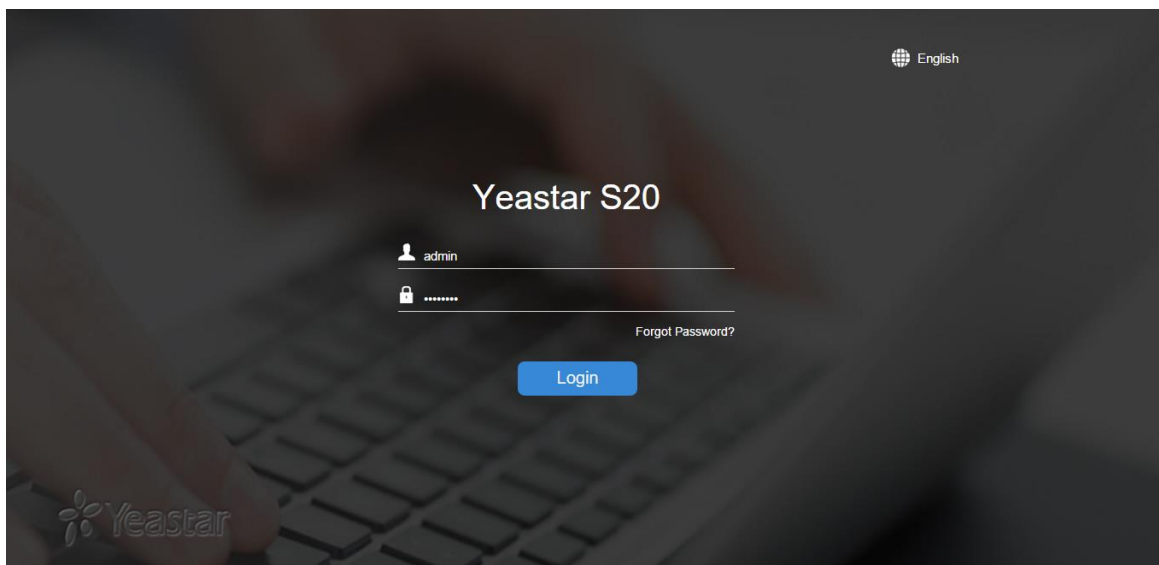 English
Yeastar S20
admin
••••••••
Forgot Password?
Login
Yeastar